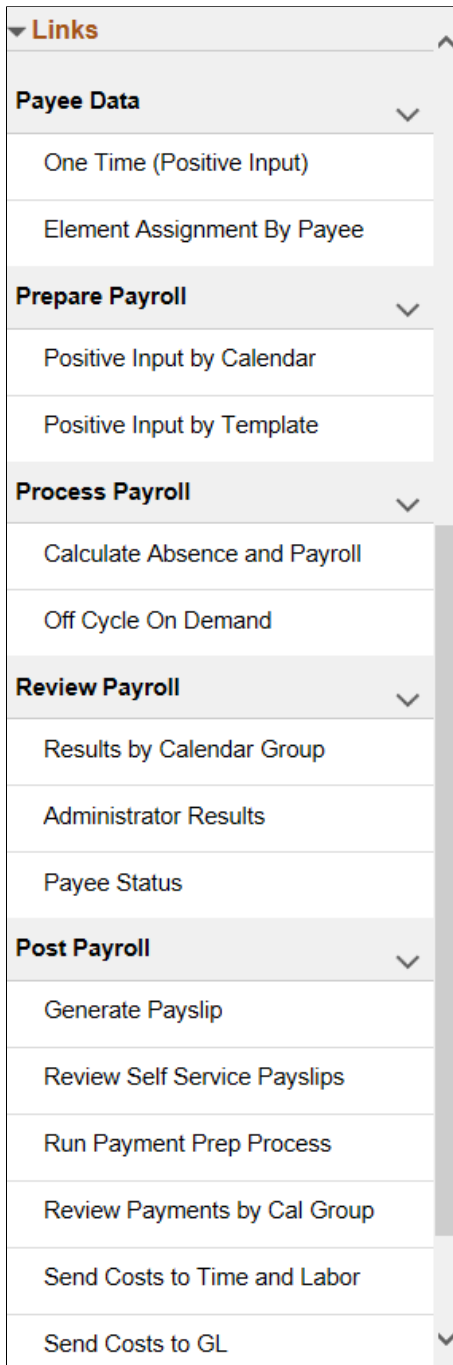 Links
Payee Data
One Time (Positive Input)
Element Assignment By Payee
Prepare Payroll
Positive Input by Calendar
Positive Input by Template
Process Payroll
Calculate Absence and Payroll
Off Cycle On Demand
Review Payroll
Results by Calendar Group
Administrator Results
Payee Status
Post Payroll
Generate Payslip
Review Self Service Payslips
Run Payment Prep Process
Review Payments by Cal Group
Send Costs to Time and Labor
Send Costs to GL